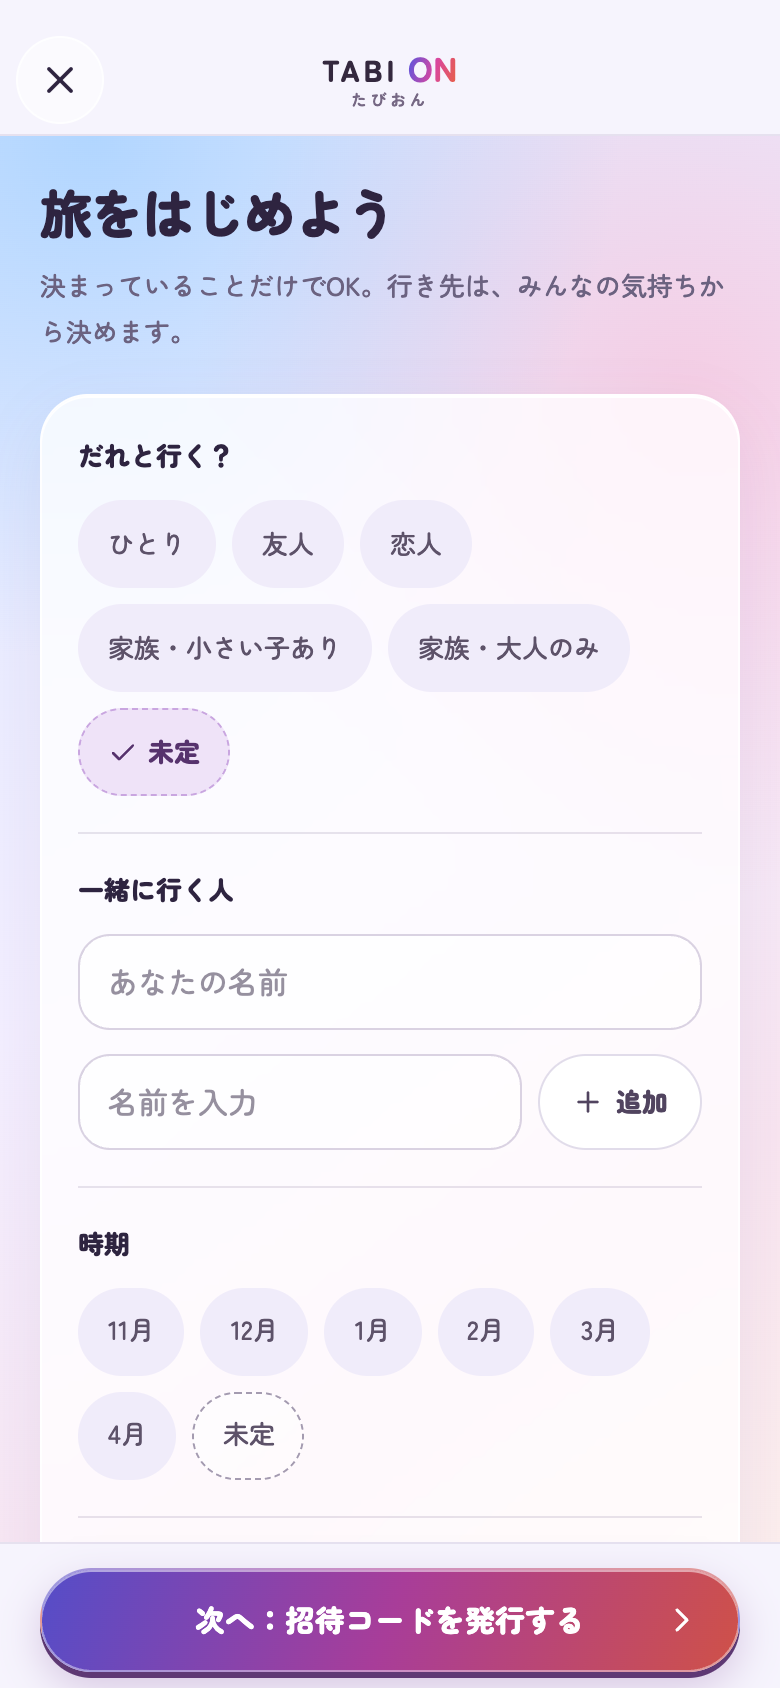 TABI ON
たびおん
旅をはじめよう
決まっていることだけでOK。行き先は、みんなの気持ちか
ら決めます。
だれと行く？
ひとり 友人 恋人
家族・小さい子あり 家族・大人のみ
未定
一緒に行く人
あなたの名前
名前を入力 追加
時期
11月 12月 1月 2月 3月
4月 未定
次へ：招待コードを発行する